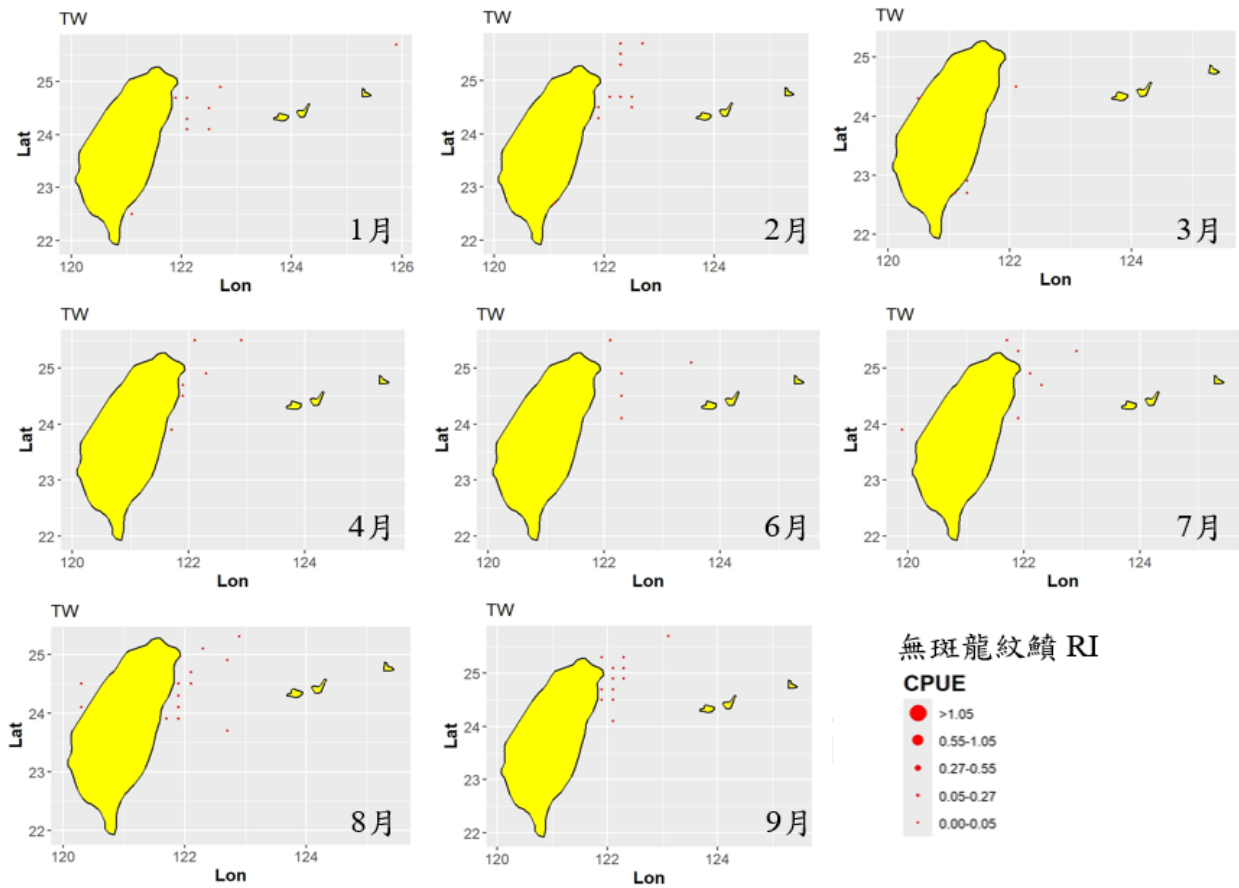 TW
25
24
23
22
Lat
120
122
124
126
Lon
1月
TW
25
24
23
22
Lat
120
122
124
Lon
2月
TW
25
24
23
22
Lat
120
122
124
Lon
3月
TW
25
24
23
22
Lat
120
122
124
Lon
4月
TW
25
24
23
22
Lat
120
122
124
Lon
6月
TW
25
24
23
22
Lat
120
122
124
Lon
7月
TW
25
24
23
22
Lat
120
122
124
126
Lon
8月
TW
25
24
23
22
Lat
120
122
124
Lon
9月
無斑龍紋鱝 RI
CPUE
>1.05
0.55-1.05
0.27-0.55
0.05-0.27
0.00-0.05